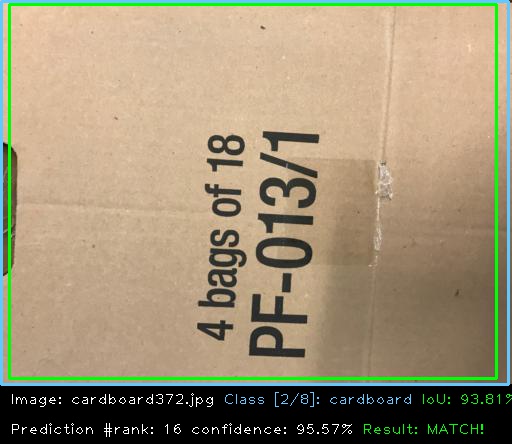 4 bags of 18
PF-013/1
Image: cardboard372.jpg Class [2/8]: cardboard IoU: 93.81%
Prediction #rank: 16 confidence: 95.57% Result: MATCH!